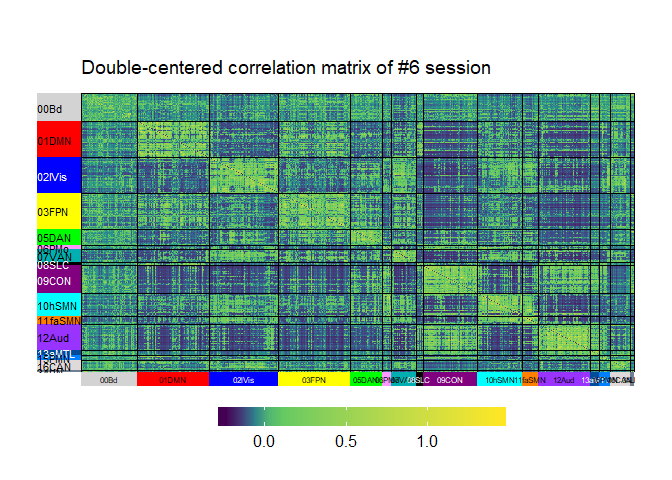 Double-centered correlation matrix of #6 session
00Bd
01DMN
02lVis
03FPN
05DAN
07VAN
08SLC
09CON
10hSMN
11faSMN
12Aud
16CAN
00Bd 01DMN 02lVis 03FPN 05DAN 08SLC 09CON 10hSMN 11faSMN 12Aud
0.0 0.5 1.0